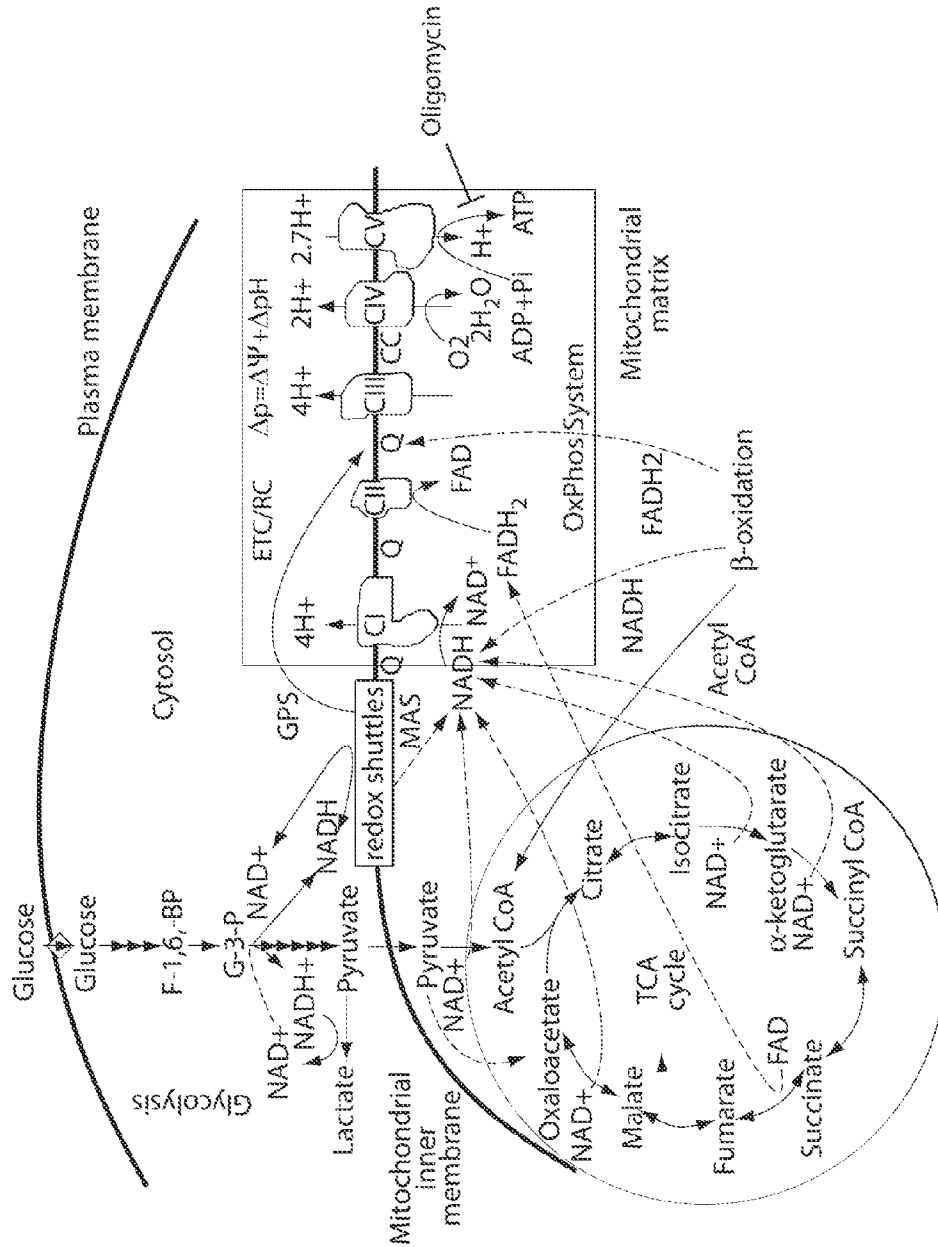 Plasma membrane
Glucose
Glucose
F-1,6,-BP
G-3-P
NAD+
NADH
NAD+
NADH+
Glycolysis
Pyruvate
Lactate
Cytosol
GPS
redox shuttles
MAS
Mitochondrial
inner
membrane
Pyruvate
NAD+
Acetyl CoA
Oxaloacetate
NAD+
Malate
Fumarate
FAD
Succinate
TCA
cycle
Citrate
Isocitrate
NAD+
α-ketoglutarate
NAD+
Succinyl CoA
ETC/RC
Δp=ΔΨ+ΔpH
4H+
4H+
2H+
2.7H+
Q
CI
Q
CII
Q
CIII
CC
CIV
CV
NADH
NAD+
FADH2
FAD
O2
2H2O
ADP+Pi
H+
ATP
Oligomycin
OxPhos System
Mitochondrial
matrix
Acetyl
CoA
NADH
FADH2
β-oxidation